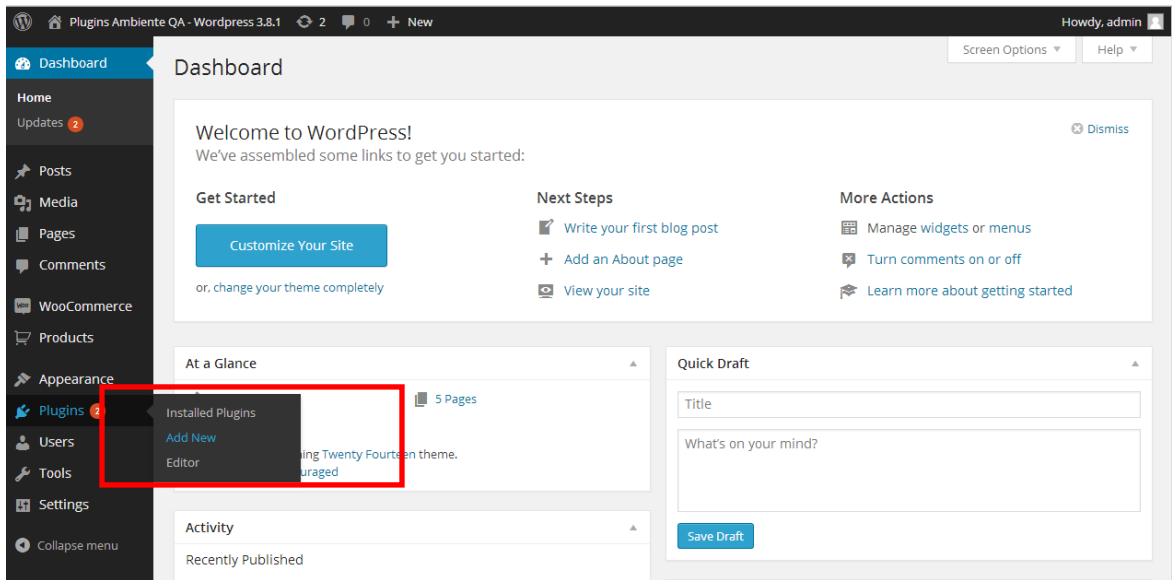 Plugins Ambiente QA - Wordpress 3.8.1 2 0 + New Howdy, admin
Screen Options Help
Dashboard
Home
Updates 2
Posts
Media
Pages
Comments
WooCommerce
Products
Appearance
Plugins 2
Installed Plugins
Add New
Editor
Users
Tools
Settings
Collapse menu
Dashboard
Welcome to WordPress!
We've assembled some links to get you started:
Dismiss
Get Started
Customize Your Site
or, change your theme completely
Next Steps
Write your first blog post
Add an About page
View your site
More Actions
Manage widgets or menus
Turn comments on or off
Learn more about getting started
At a Glance
5 Pages
Twenty Fourteen theme.
Activity
Recently Published
Quick Draft
Title
What's on your mind?
Save Draft